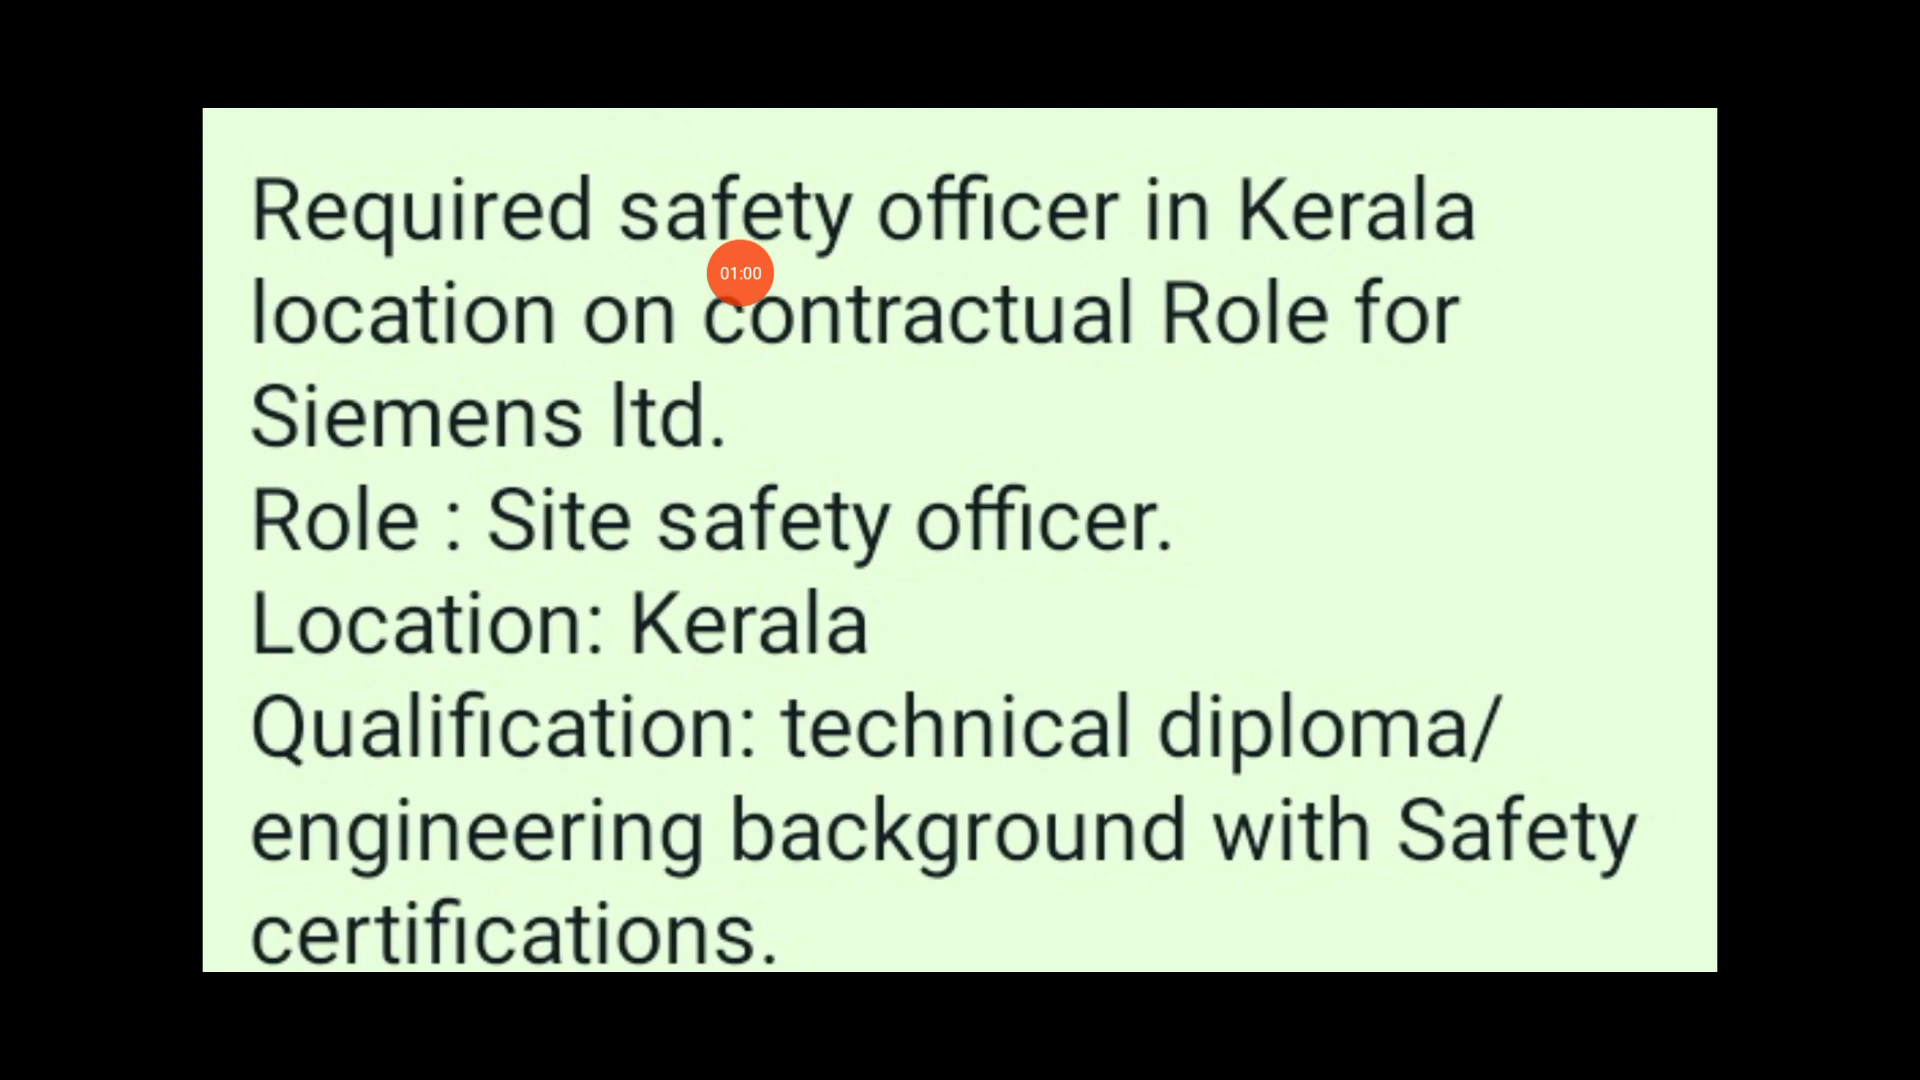 Required safety officer in Kerala
01:00
location on contractual Role for
Siemens ltd.
Role : Site safety officer.
Location: Kerala
Qualification: technical diploma/
engineering background with Safety
certifications.